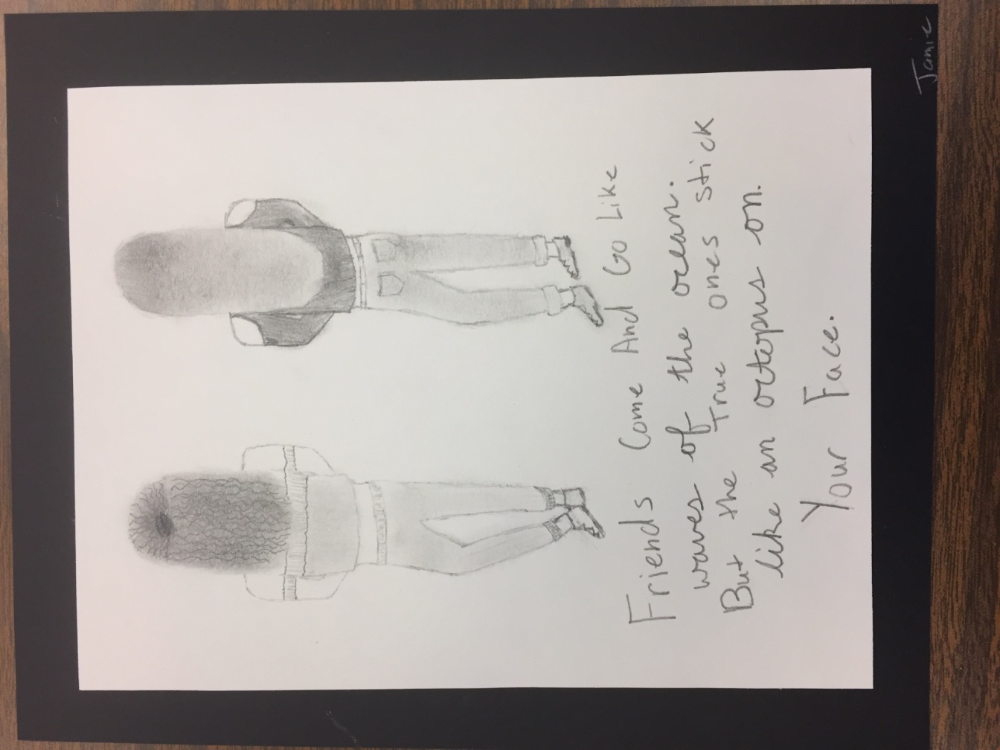 Friends Come And Go Like
waves of the ocean.
But the True ones stick
like an octopus on.
Your Face.
Jamie